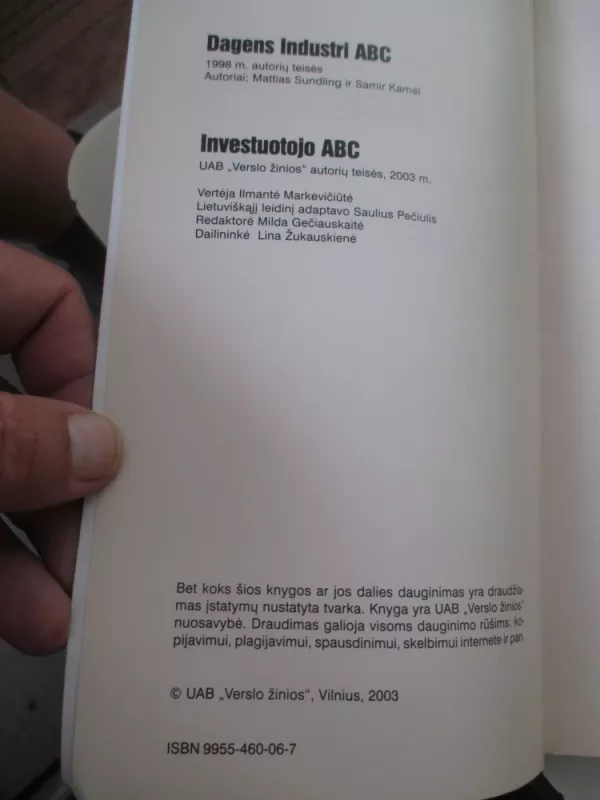 Dagens Industri ABC
1998 m. autorių teisės
Autoriai: Mattias Sundling ir Samir Kamal
Investuotojo ABC
UAB „Verslo žinios" autorių teisės, 2003 m.
Vertėja Ilmantė Markevičiūtė
Lietuviškąjį leidinį adaptavo Saulius Pečiulis
Redaktorė Milda Gečiauskaitė
Dailininkė Lina Žukauskienė
Bet koks šios knygos ar jos dalies dauginimas yra draudžia-
mas įstatymų nustatyta tvarka. Knyga yra UAB „Verslo žinios"
nuosavybė. Draudimas galioja visoms dauginimo rūšims: ko-
pijavimui, plagijavimui, spausdinimui, skelbimui internete ir pan
© UAB „Verslo žinios", Vilnius, 2003
ISBN 9955-460-06-7